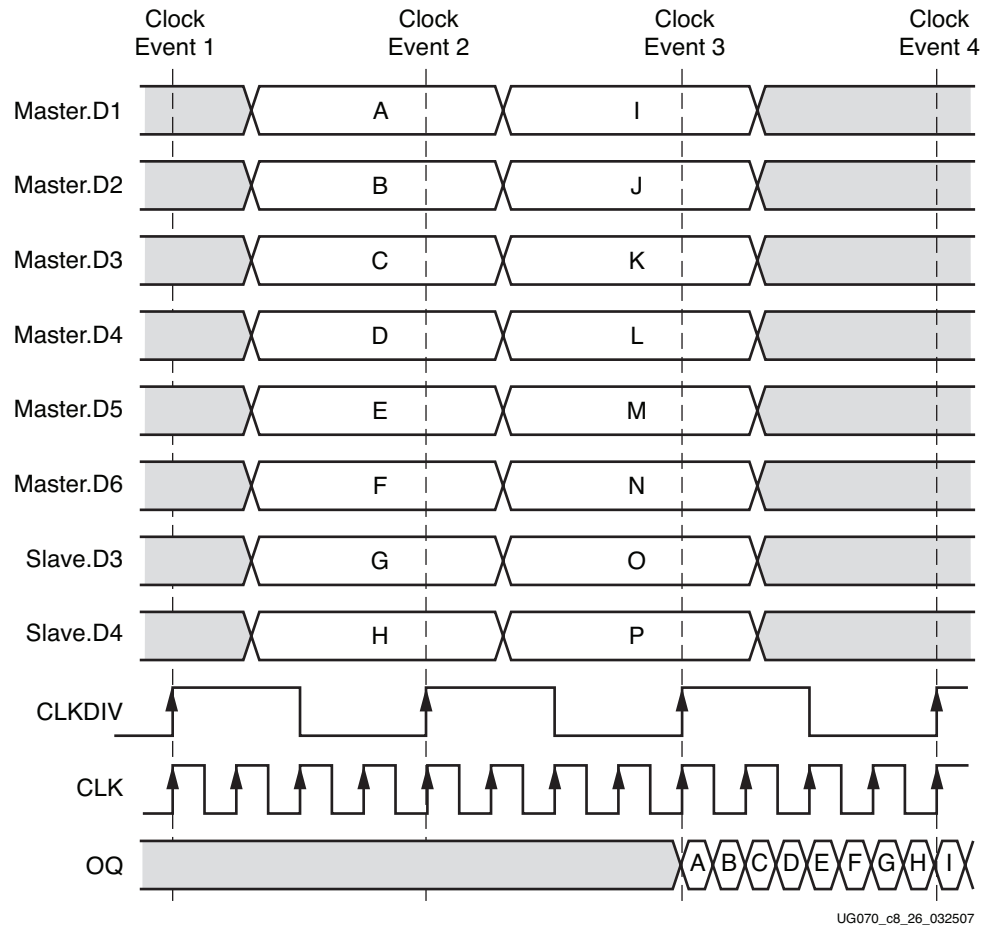 Clock Event 1
Clock Event 2
Clock Event 3
Clock Event 4
Master.D1 A I
Master.D2 B J
Master.D3 C K
Master.D4 D L
Master.D5 E M
Master.D6 F N
Slave.D3 G O
Slave.D4 H P
CLKDIV
CLK
OQ A B C D E F G H I
UG070_c8_26_032507